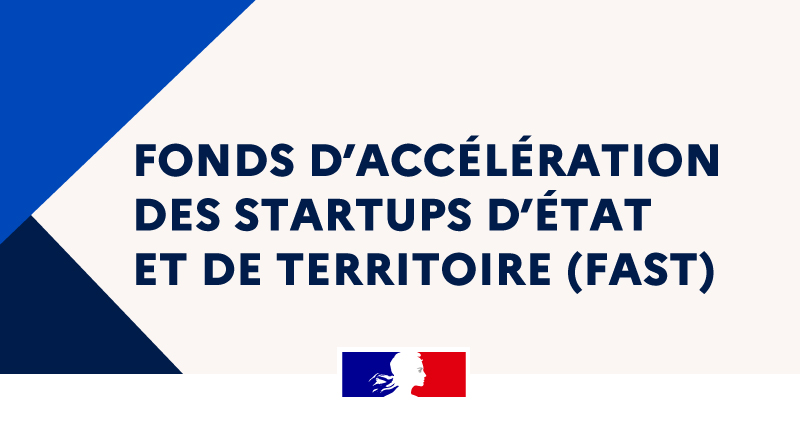 FONDS D’ACCÉLÉRATION
DES STARTUPS D’ÉTAT
ET DE TERRITOIRE (FAST)